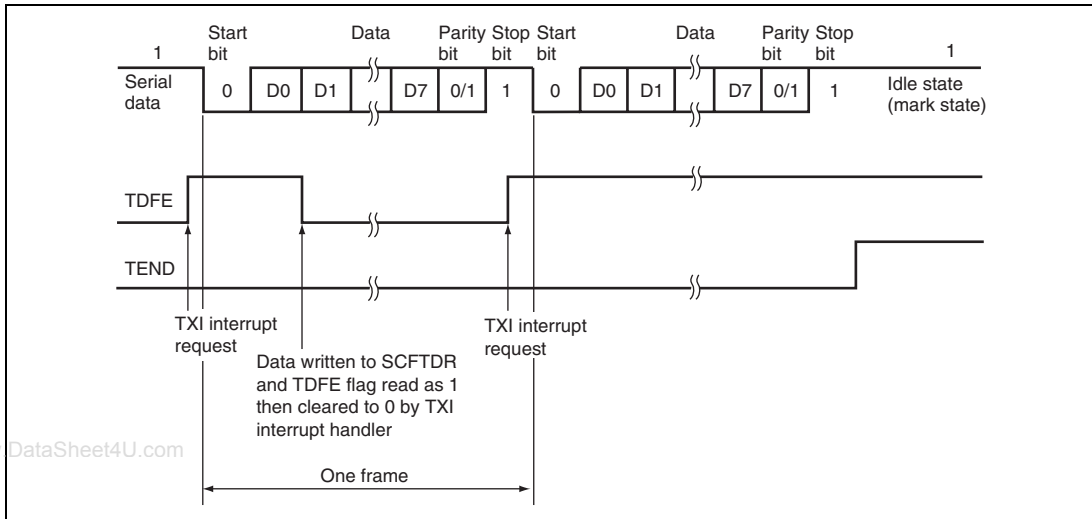 Start bit
Data
Parity bit
Stop bit
Start bit
Data
Parity bit
Stop bit
1
1
Serial data
0
D0
D1
D7
0/1
1
0
D0
D1
D7
0/1
1
Idle state
(mark state)
TDFE
TEND
TXI interrupt
request
TXI interrupt
request
Data written to SCFTDR
and TDFE flag read as 1
then cleared to 0 by TXI
interrupt handler
DataSheet4U.com
One frame